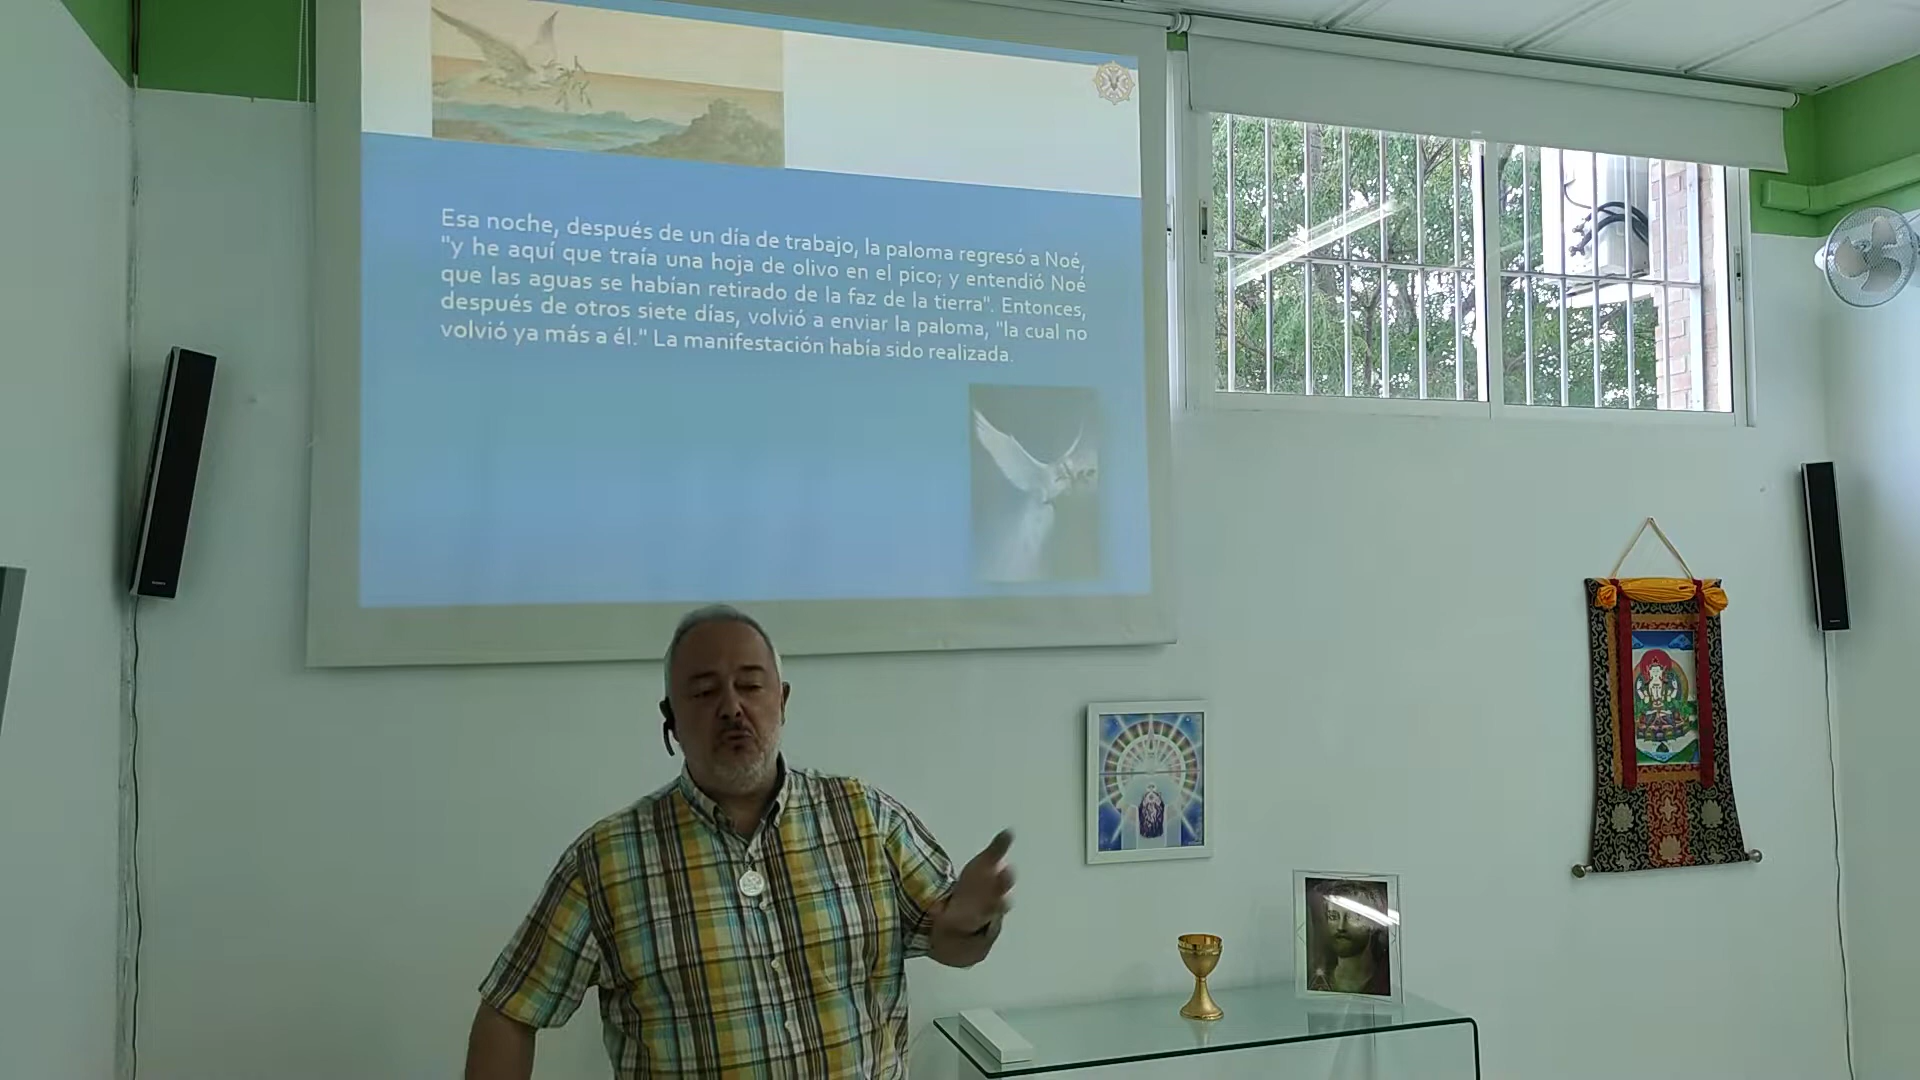 Esa noche, después de un día de trabajo, la paloma regresó a Noé,
"y he aquí que traía una hoja de olivo en el pico; y entendió Noé
que las aguas se habían retirado de la faz de la tierra". Entonces,
después de otros siete días, volvió a enviar la paloma, "la cual no
volvió ya más a él." La manifestación había sido realizada.